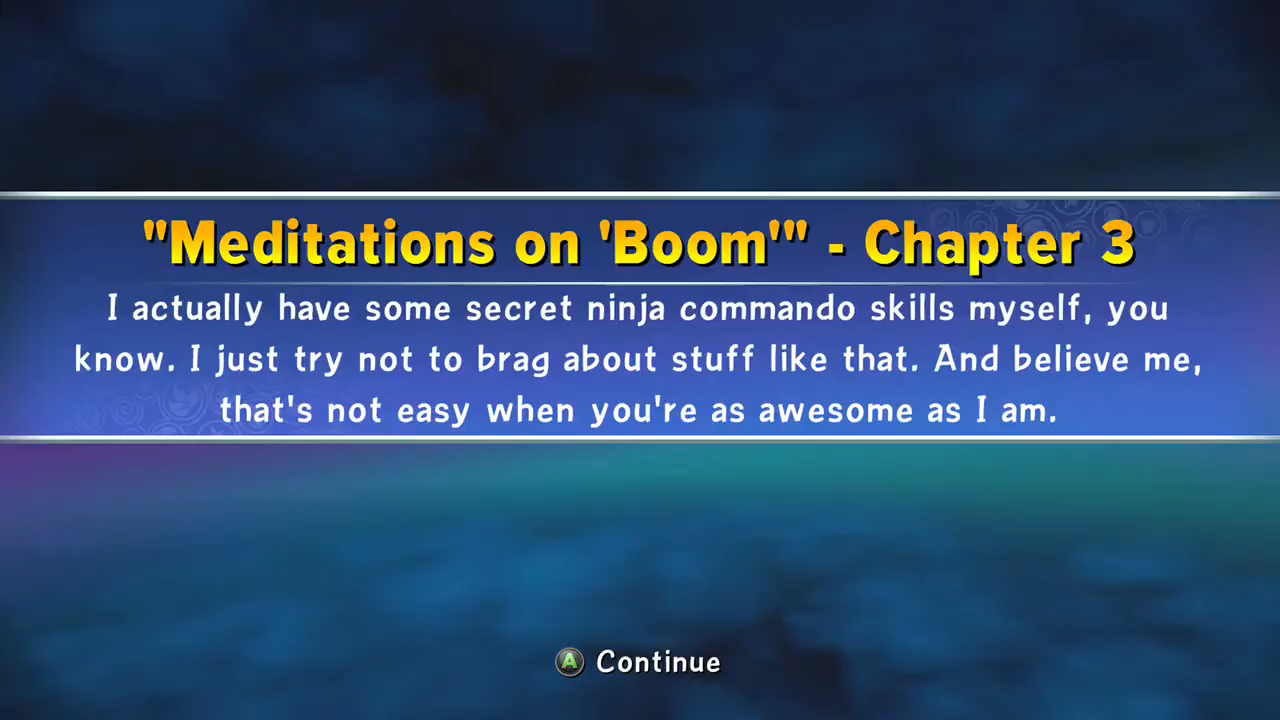 "Meditations on 'Boom'" - Chapter 3
I actually have some secret ninja commando skills myself, you
know. I just try not to brag about stuff like that. And believe me,
that's not easy when you're as awesome as I am.
A Continue